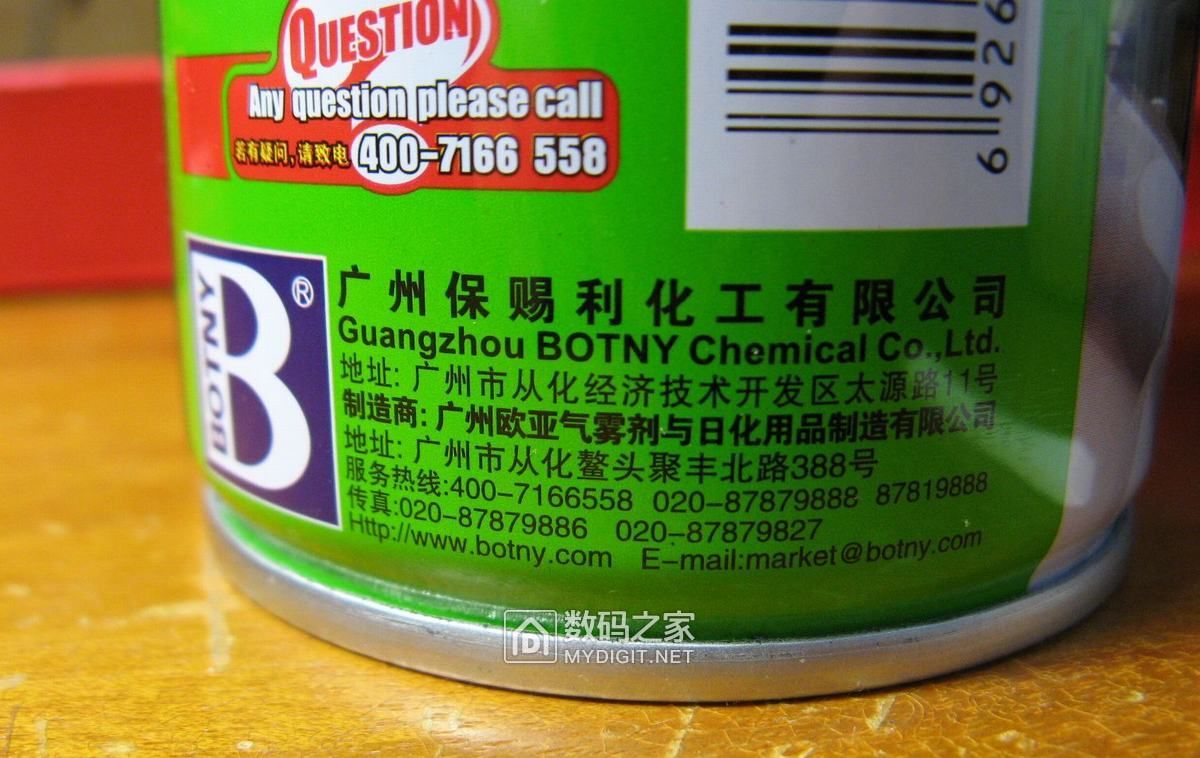 QUESTION
Any question please call
若有疑问,请致电 400-7166 558
6926
BOTNY
B®
广州保赐利化工有限公司
Guangzhou BOTNY Chemical Co.,Ltd.
地址: 广州市从化经济技术开发区太源路11号
制造商: 广州欧亚气雾剂与日化用品制造有限公司
地址: 广州市从化鳌头聚丰北路388号
服务热线:400-7166558 020-87879888 87819888
传真:020-87879886 020-87879827
Http://www.botny.com E-mail:market@botny.com
数码之家
MYDIGIT.NET